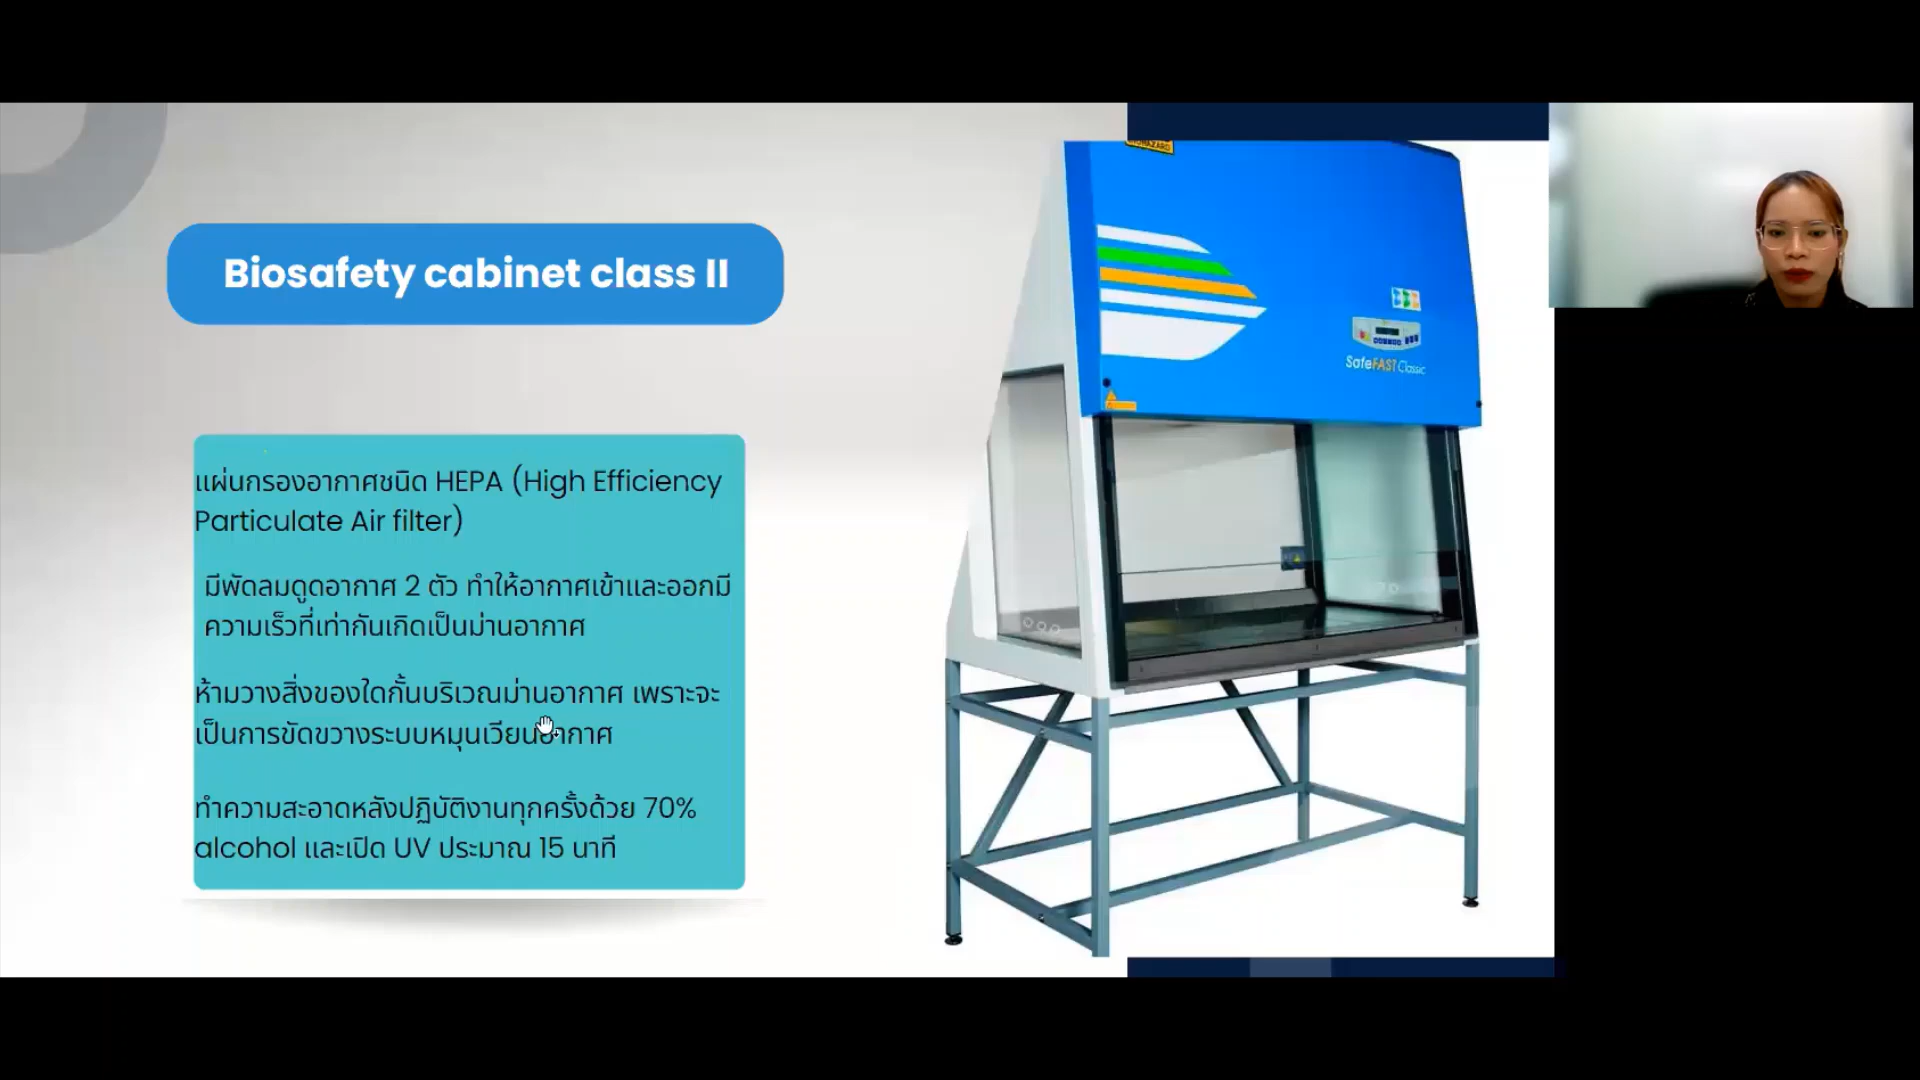 Biosafety cabinet class II
แผ่นกรองอากาศชนิด HEPA (High Efficiency
Particulate Air filter)
มีพัดลมดูดอากาศ 2 ตัว ทำให้อากาศเข้าและออกมี
ความเร็วที่เท่ากันเกิดเป็นม่านอากาศ
ห้ามวางสิ่งของใดกั้นบริเวณม่านอากาศ เพราะจะ
เป็นการขัดขวางระบบหมุนเวียนอากาศ
ทำความสะอาดหลังปฏิบัติงานทุกครั้งด้วย 70%
alcohol และเปิด UV ประมาณ 15 นาที
SafeFAST Classic